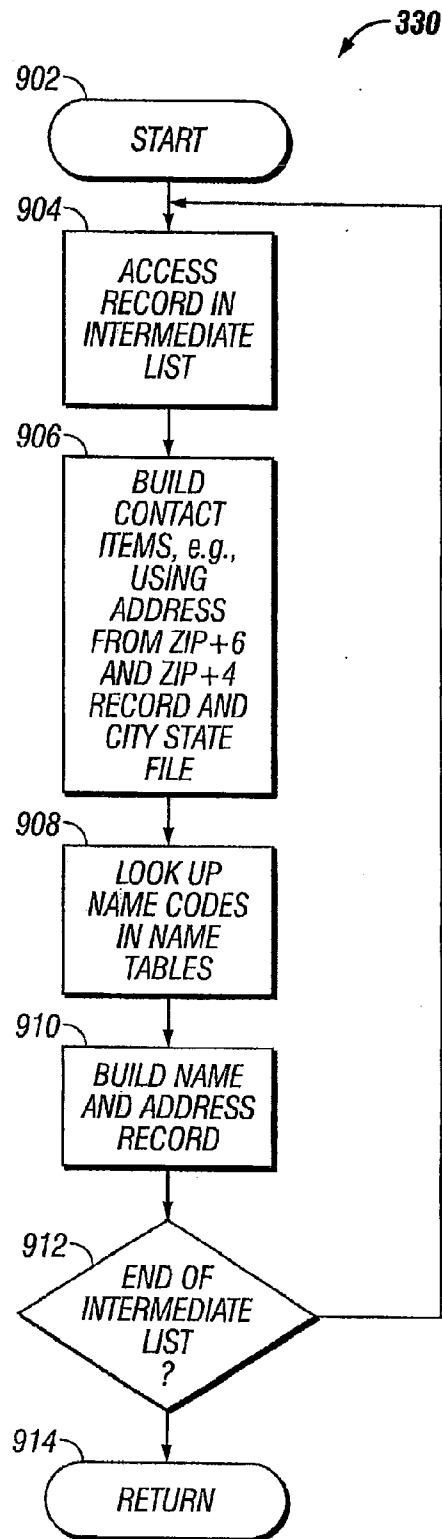 330
902
START
904
ACCESS
RECORD IN
INTERMEDIATE
LIST
906
BUILD
CONTACT
ITEMS, e.g.,
USING
ADDRESS
FROM ZIP+6
AND ZIP+4
RECORD AND
CITY STATE
FILE
908
LOOK UP
NAME CODES
IN NAME
TABLES
910
BUILD NAME
AND ADDRESS
RECORD
912
END OF
INTERMEDIATE
LIST
?
914
RETURN